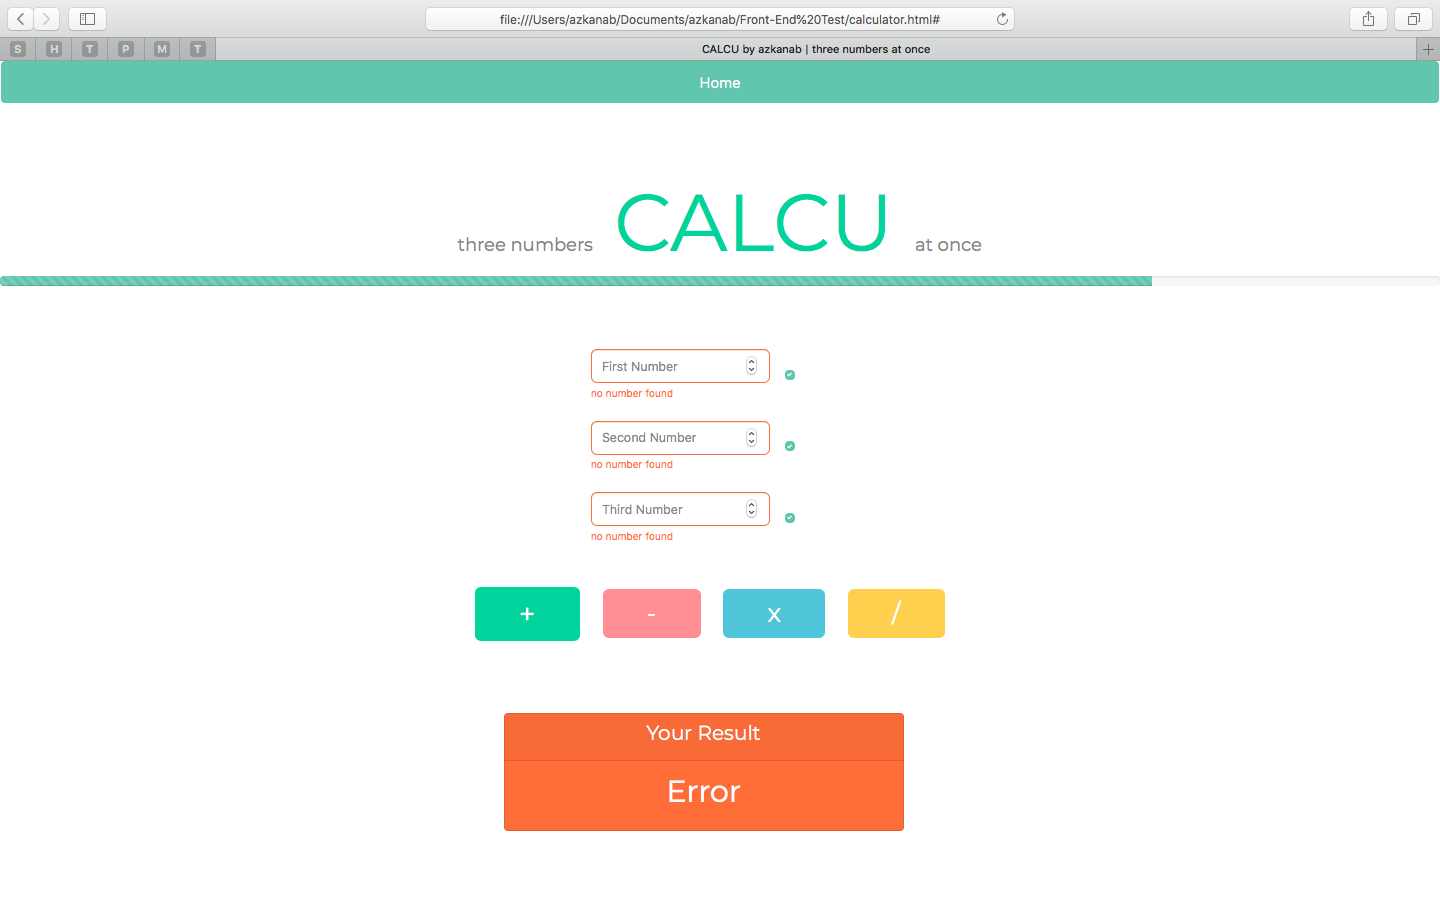 file:///Users/azkanab/Documents/azkanab/Front-End%20Test/calculator.html#
S H T P M T CALCU by azkanab | three numbers at once
Home
three numbers CALCU at once
First Number
no number found
Second Number
no number found
Third Number
no number found
+ - x /
Your Result
Error